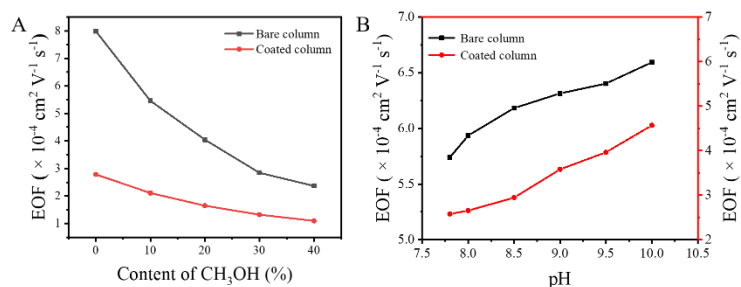 A
Bare column
Coated column
EOF ( × 10⁻⁴ cm² V⁻¹ s⁻¹)
8
7
6
5
4
3
2
1
0 10 20 30 40
Content of CH₃OH (%)
B
Bare column
Coated column
EOF ( × 10⁻⁴ cm² V⁻¹ s⁻¹)
7.0
6.5
6.0
5.5
5.0
7
6
5
4
3
2
EOF ( × 10⁻⁴ cm² V⁻¹ s⁻¹)
7.5 8.0 8.5 9.0 9.5 10.0 10.5
pH